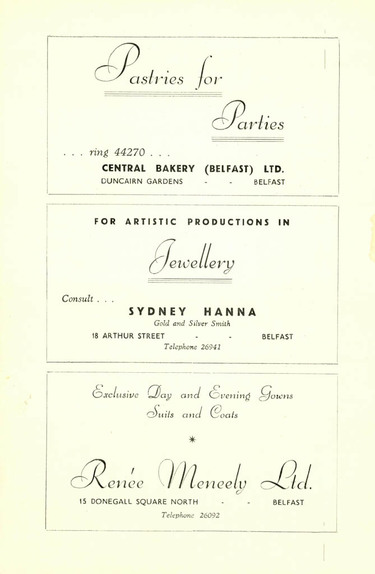 Pastries for
Parties
. . . ring 44270 . . .
CENTRAL BAKERY (BELFAST) LTD.
DUNCAIRN GARDENS - - BELFAST
FOR ARTISTIC PRODUCTIONS IN
Jewellery
Consult . . .
SYDNEY HANNA
Gold and Silver Smith
18 ARTHUR STREET - - BELFAST
Telephone 26941
Exclusive Day and Evening Gowns
Suits and Coats
*
Renée Meneely Ltd.
15 DONEGALL SQUARE NORTH - - BELFAST
Telephone 26092